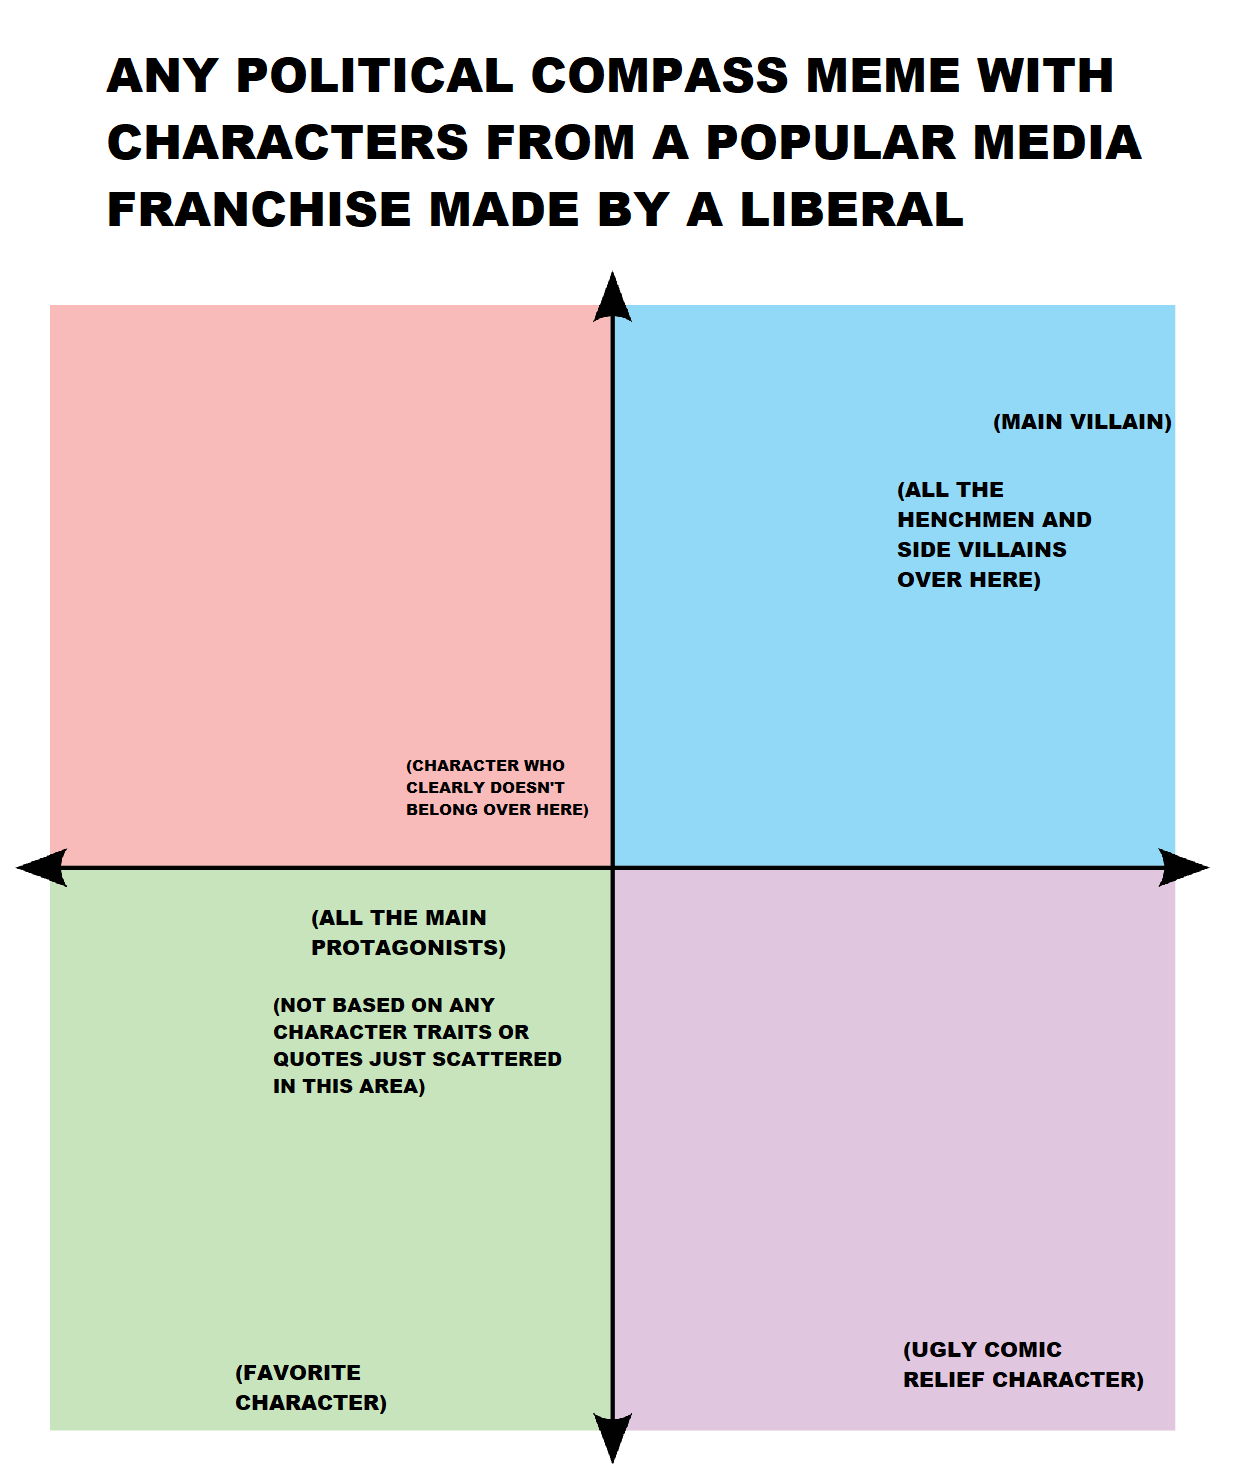 ANY POLITICAL COMPASS MEME WITH
CHARACTERS FROM A POPULAR MEDIA
FRANCHISE MADE BY A LIBERAL
(MAIN VILLAIN)
(ALL THE
HENCHMEN AND
SIDE VILLAINS
OVER HERE)
(CHARACTER WHO
CLEARLY DOESN'T
BELONG OVER HERE)
(ALL THE MAIN
PROTAGONISTS)
(NOT BASED ON ANY
CHARACTER TRAITS OR
QUOTES JUST SCATTERED
IN THIS AREA)
(FAVORITE
CHARACTER)
(UGLY COMIC
RELIEF CHARACTER)